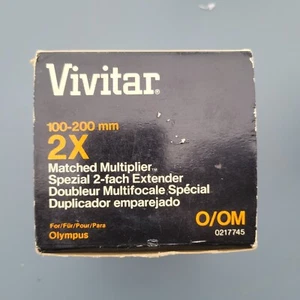 Vivitar®
100-200 mm
2X
Matched Multiplier™
Spezial 2-fach Extender
Doubleur Multifocale Spécial
Duplicador emparejado
For/Für/Pour/Para
Olympus
O/OM
0217745